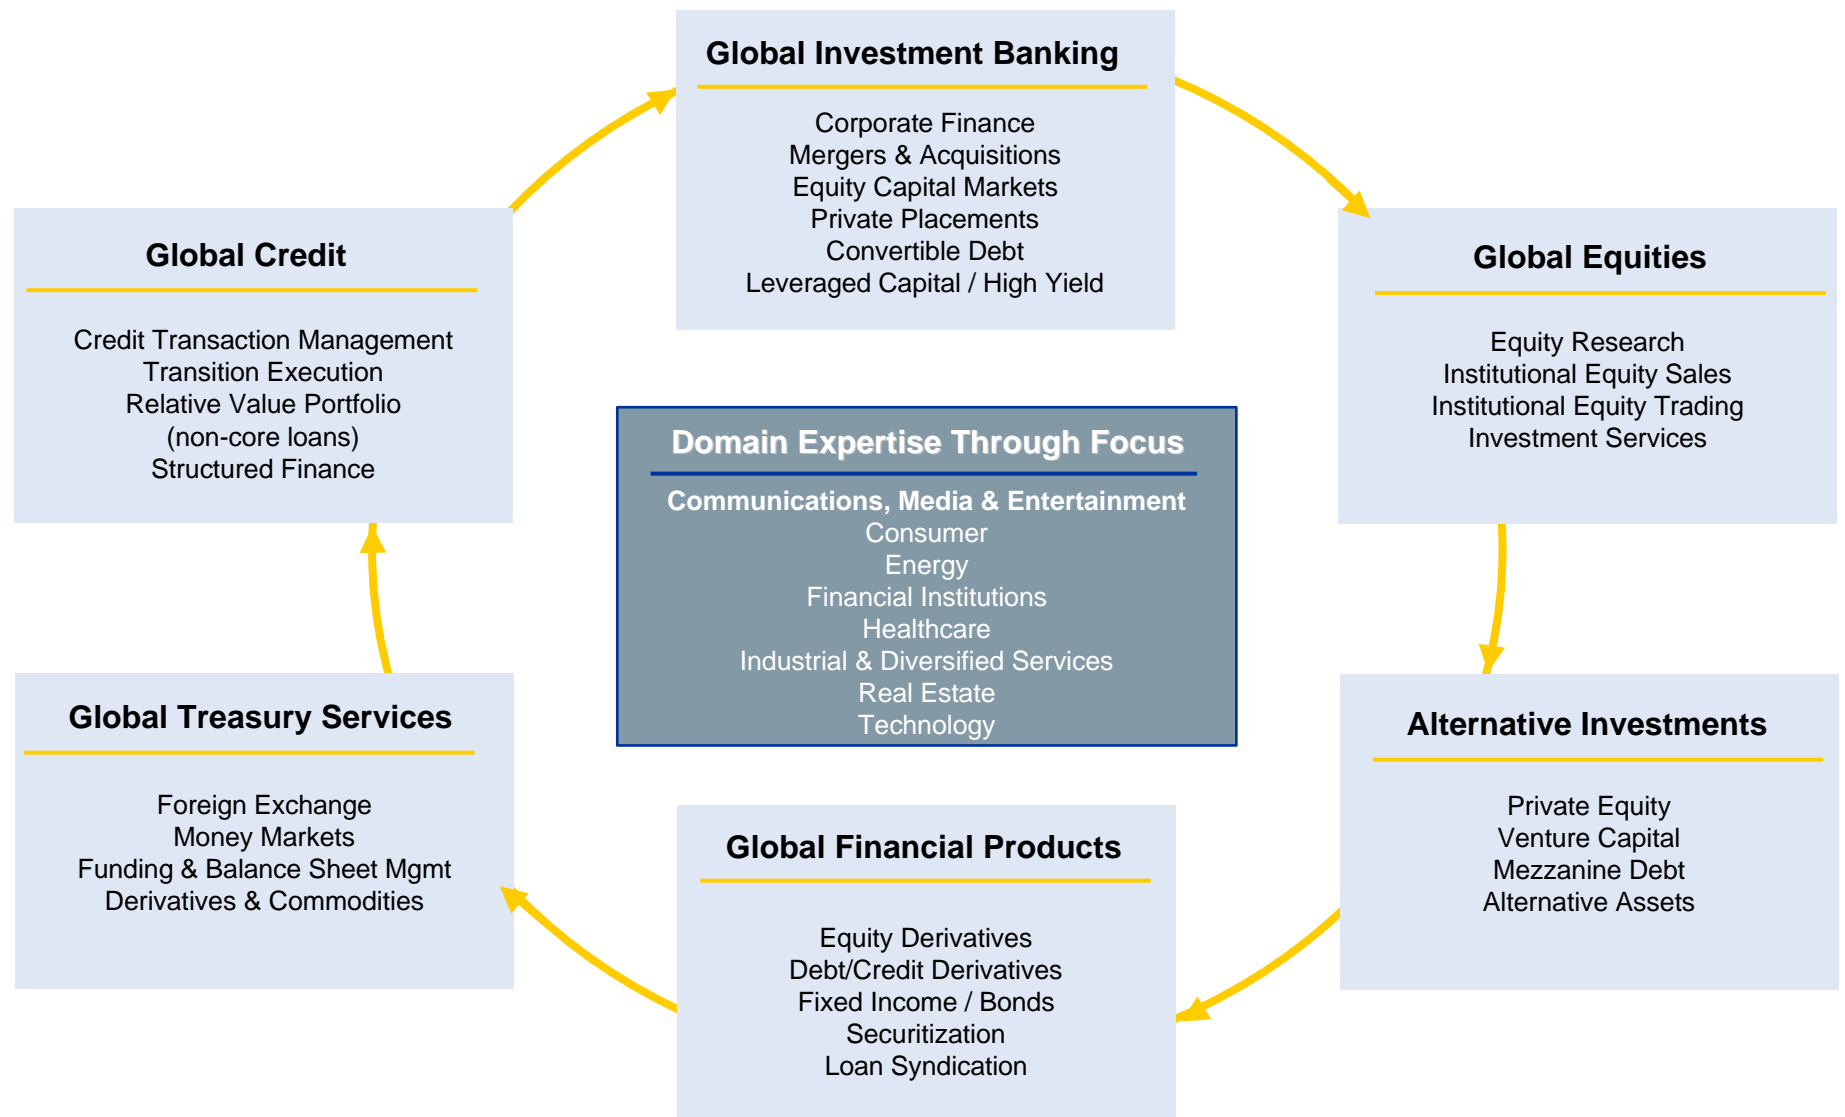 Global Investment Banking
Corporate Finance
Mergers & Acquisitions
Equity Capital Markets
Private Placements
Convertible Debt
Leveraged Capital / High Yield
Global Credit
Credit Transaction Management
Transition Execution
Relative Value Portfolio
(non-core loans)
Structured Finance
Global Equities
Equity Research
Institutional Equity Sales
Institutional Equity Trading
Investment Services
Domain Expertise Through Focus
Communications, Media & Entertainment
Consumer
Energy
Financial Institutions
Healthcare
Industrial & Diversified Services
Real Estate
Technology
Global Treasury Services
Foreign Exchange
Money Markets
Funding & Balance Sheet Mgmt
Derivatives & Commodities
Alternative Investments
Private Equity
Venture Capital
Mezzanine Debt
Alternative Assets
Global Financial Products
Equity Derivatives
Debt/Credit Derivatives
Fixed Income / Bonds
Securitization
Loan Syndication